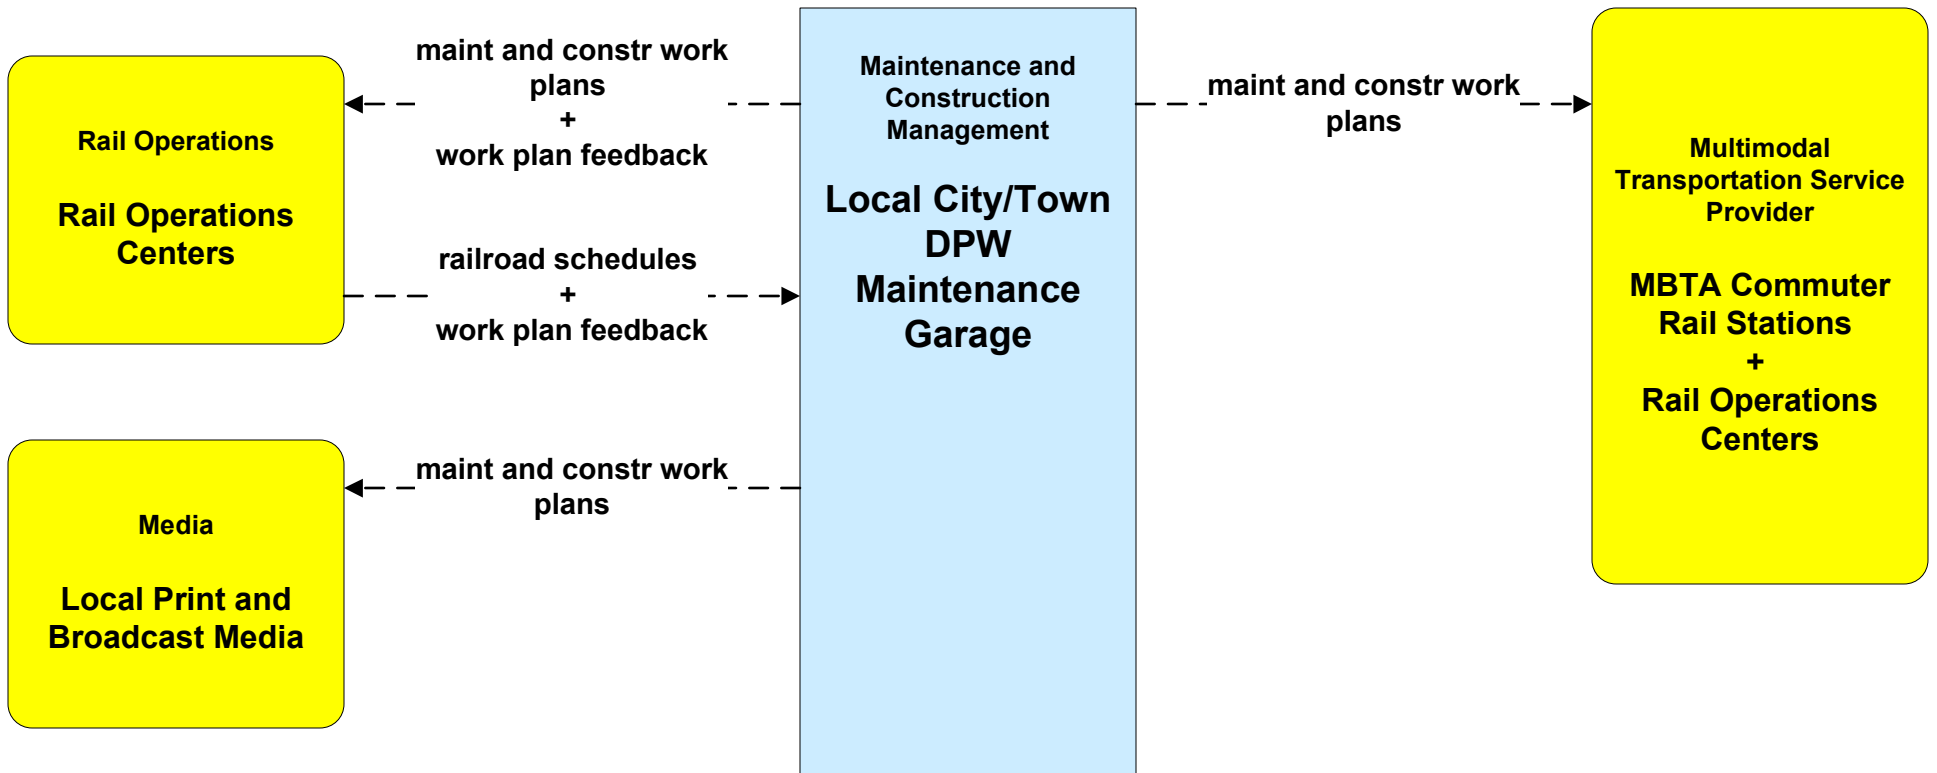 Rail Operations
Rail Operations
Centers
maint and constr work
plans
+
work plan feedback
railroad schedules
+
work plan feedback
Media
Local Print and
Broadcast Media
maint and constr work
plans
Maintenance and
Construction
Management
Local City/Town
DPW
Maintenance
Garage
maint and constr work
plans
Multimodal
Transportation Service
Provider
MBTA Commuter
Rail Stations
+
Rail Operations
Centers